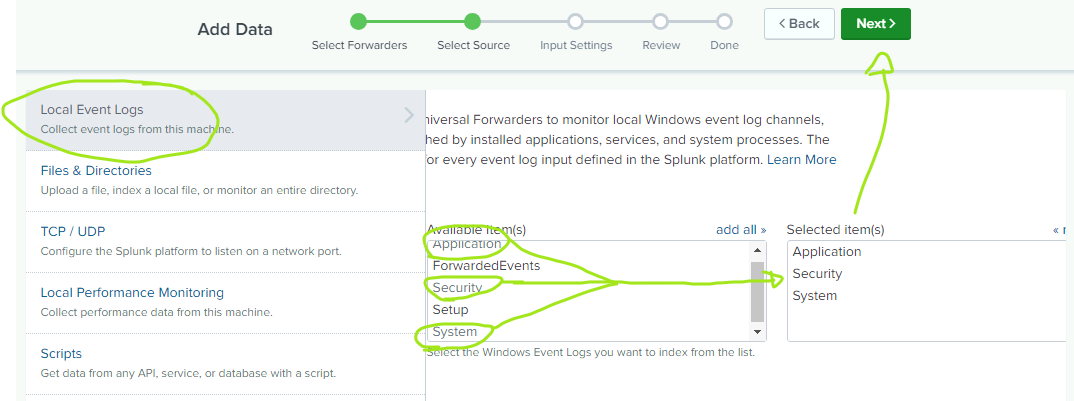 Add Data
Select Forwarders
Select Source
Input Settings
Review
Done
< Back
Next >
Local Event Logs
Collect event logs from this machine.
Files & Directories
Upload a file, index a local file, or monitor an entire directory.
TCP / UDP
Configure the Splunk platform to listen on a network port.
Local Performance Monitoring
Collect performance data from this machine.
Scripts
Get data from any API, service, or database with a script.
Forwarders to monitor local Windows event log channels,
by installed applications, services, and system processes. The
or every event log input defined in the Splunk platform. Learn More
Available item(s) add all »
Application
ForwardedEvents
Security
Setup
System
Select the Windows Event Logs you want to index from the list.
Selected item(s) «
Application
Security
System